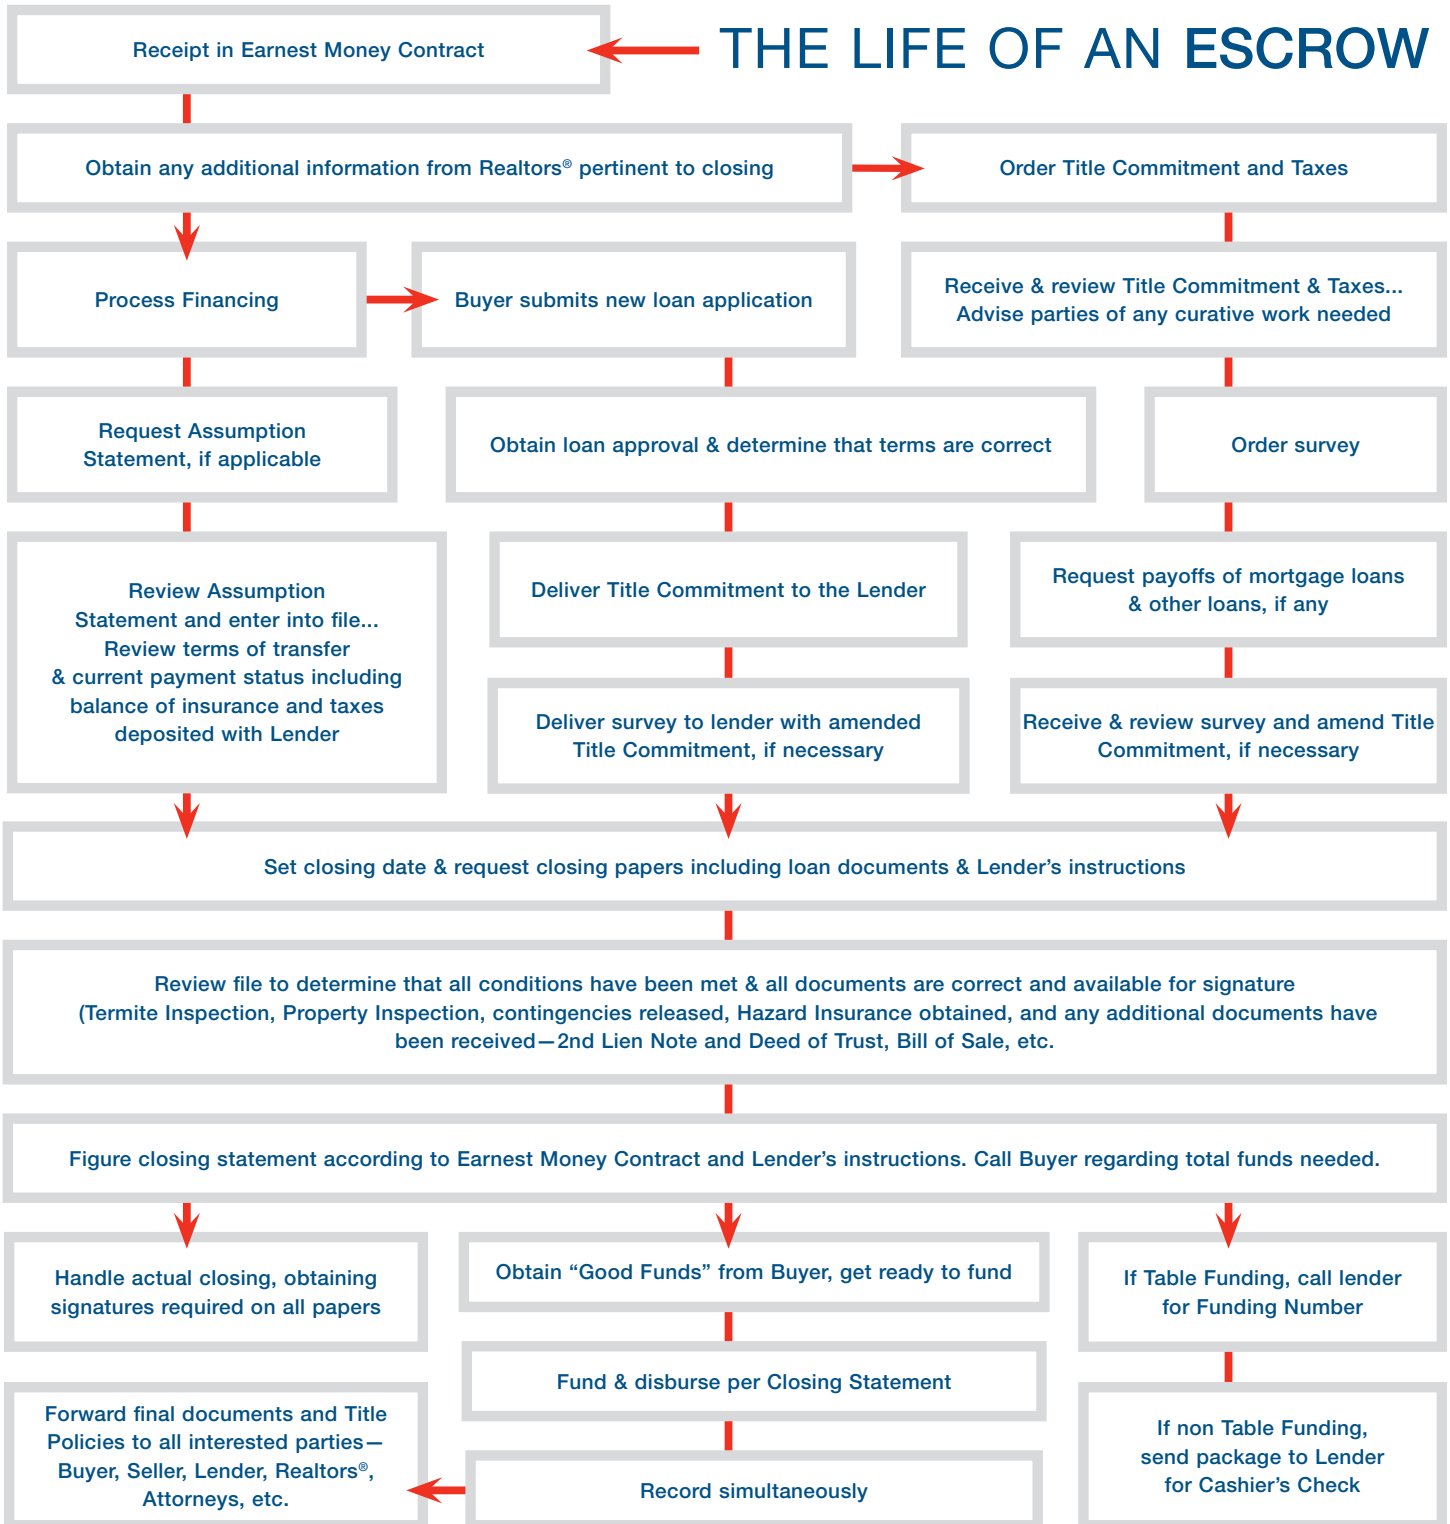 Receipt in Earnest Money Contract
THE LIFE OF AN ESCROW
Obtain any additional information from Realtors® pertinent to closing
Order Title Commitment and Taxes
Process Financing
Buyer submits new loan application
Receive & review Title Commitment & Taxes...
Advise parties of any curative work needed
Request Assumption
Statement, if applicable
Obtain loan approval & determine that terms are correct
Order survey
Review Assumption
Statement and enter into file...
Review terms of transfer
& current payment status including
balance of insurance and taxes
deposited with Lender
Deliver Title Commitment to the Lender
Request payoffs of mortgage loans
& other loans, if any
Deliver survey to lender with amended
Title Commitment, if necessary
Receive & review survey and amend Title
Commitment, if necessary
Set closing date & request closing papers including loan documents & Lender’s instructions
Review file to determine that all conditions have been met & all documents are correct and available for signature
(Termite Inspection, Property Inspection, contingencies released, Hazard Insurance obtained, and any additional documents have
been received—2nd Lien Note and Deed of Trust, Bill of Sale, etc.
Figure closing statement according to Earnest Money Contract and Lender’s instructions. Call Buyer regarding total funds needed.
Handle actual closing, obtaining
signatures required on all papers
Obtain “Good Funds” from Buyer, get ready to fund
If Table Funding, call lender
for Funding Number
Fund & disburse per Closing Statement
Forward final documents and Title
Policies to all interested parties—
Buyer, Seller, Lender, Realtors®,
Attorneys, etc.
Record simultaneously
If non Table Funding,
send package to Lender
for Cashier’s Check